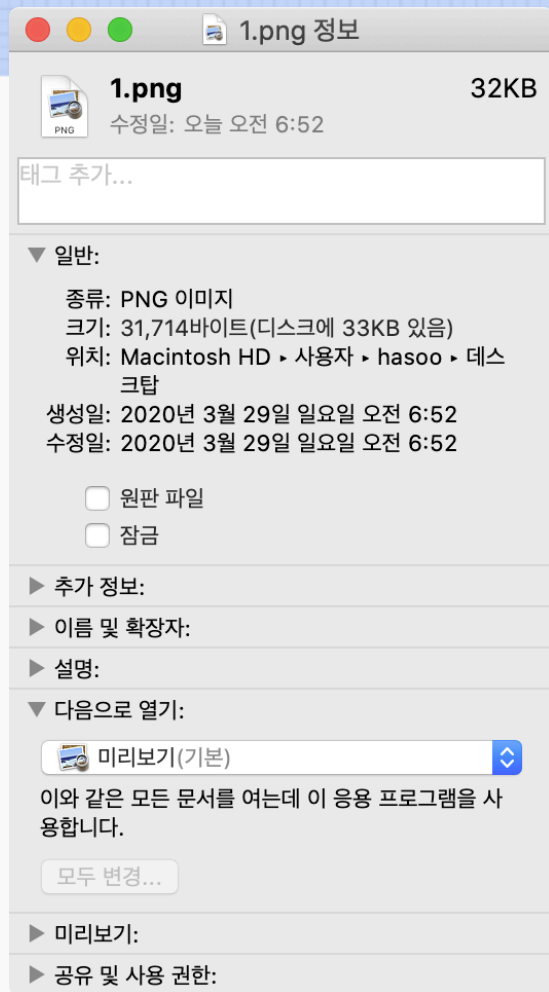 1.png 정보
1.png 32KB
PNG
수정일: 오늘 오전 6:52
태그 추가...
일반:
종류: PNG 이미지
크기: 31,714바이트(디스크에 33KB 있음)
위치: Macintosh HD ▸ 사용자 ▸ hasoo ▸ 데스
크탑
생성일: 2020년 3월 29일 일요일 오전 6:52
수정일: 2020년 3월 29일 일요일 오전 6:52
원판 파일
잠금
추가 정보:
이름 및 확장자:
설명:
다음으로 열기:
미리보기(기본)
이와 같은 모든 문서를 여는데 이 응용 프로그램을 사
용합니다.
모두 변경...
미리보기:
공유 및 사용 권한: